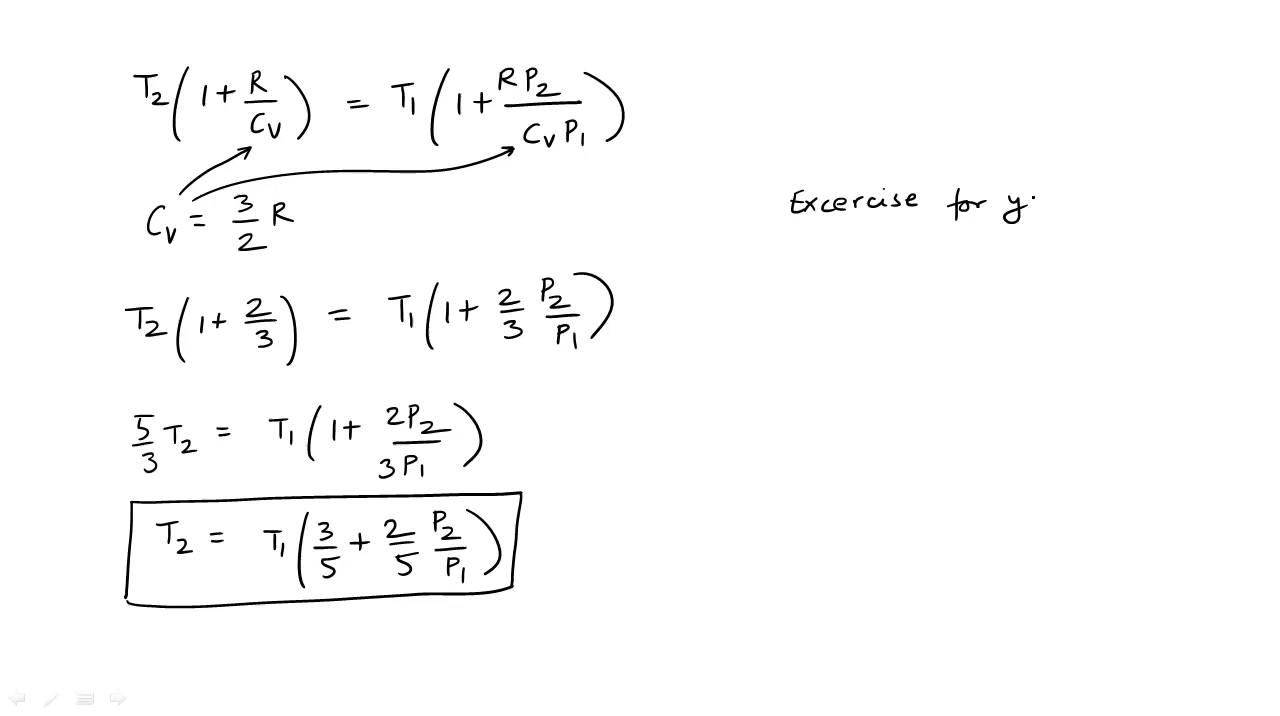 T₂(1 + R/Cᵥ) = T₁(1 + RP₂/CᵥP₁)
Cᵥ = 3/2 R
Excercise for y
T₂(1 + 2/3) = T₁(1 + 2/3 P₂/P₁)
5/3 T₂ = T₁(1 + 2P₂/3P₁)
T₂ = T₁(3/5 + 2/5 P₂/P₁)